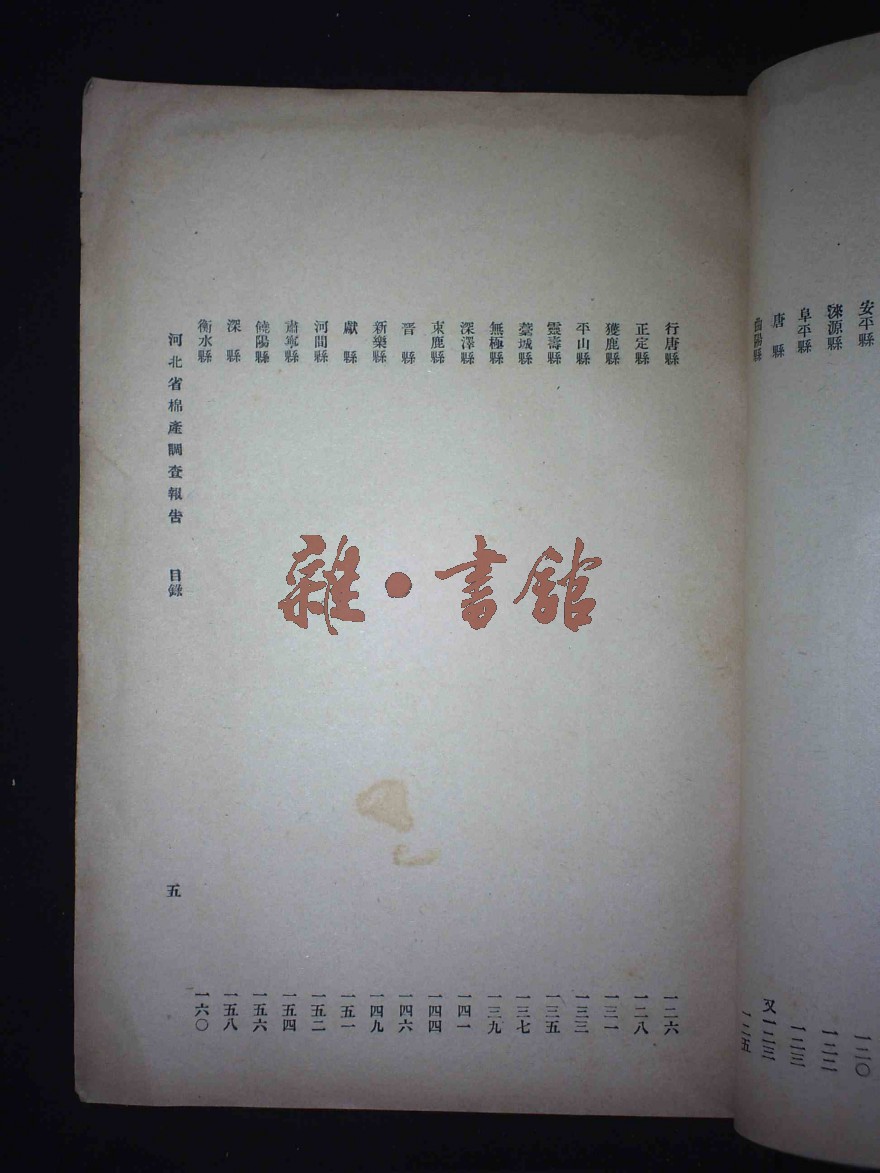 安平縣 一二〇
淶源縣 一二二
阜平縣 一二三
唐縣 又一二三
曲陽縣 一二五
行唐縣 一二六
正定縣 一二八
獲鹿縣 一三一
平山縣 一三三
靈壽縣 一三五
藁城縣 一三七
無極縣 一三九
深澤縣 一四一
束鹿縣 一四四
晋縣 一四六
新樂縣 一四九
獻縣 一五一
河間縣 一五二
肅寧縣 一五四
饒陽縣 一五六
深縣 一五八
衡水縣 一六〇
河北省棉產調查報告 目錄 五
雜·書館